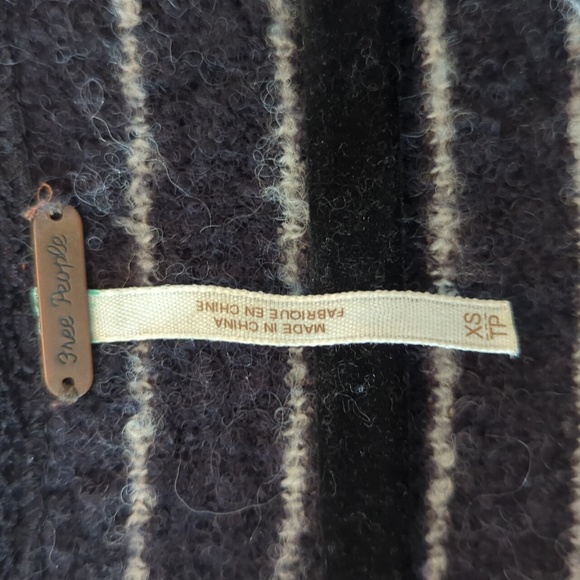 Free People
MADE IN CHINA
FABRIQUE EN CHINE
XS
TP